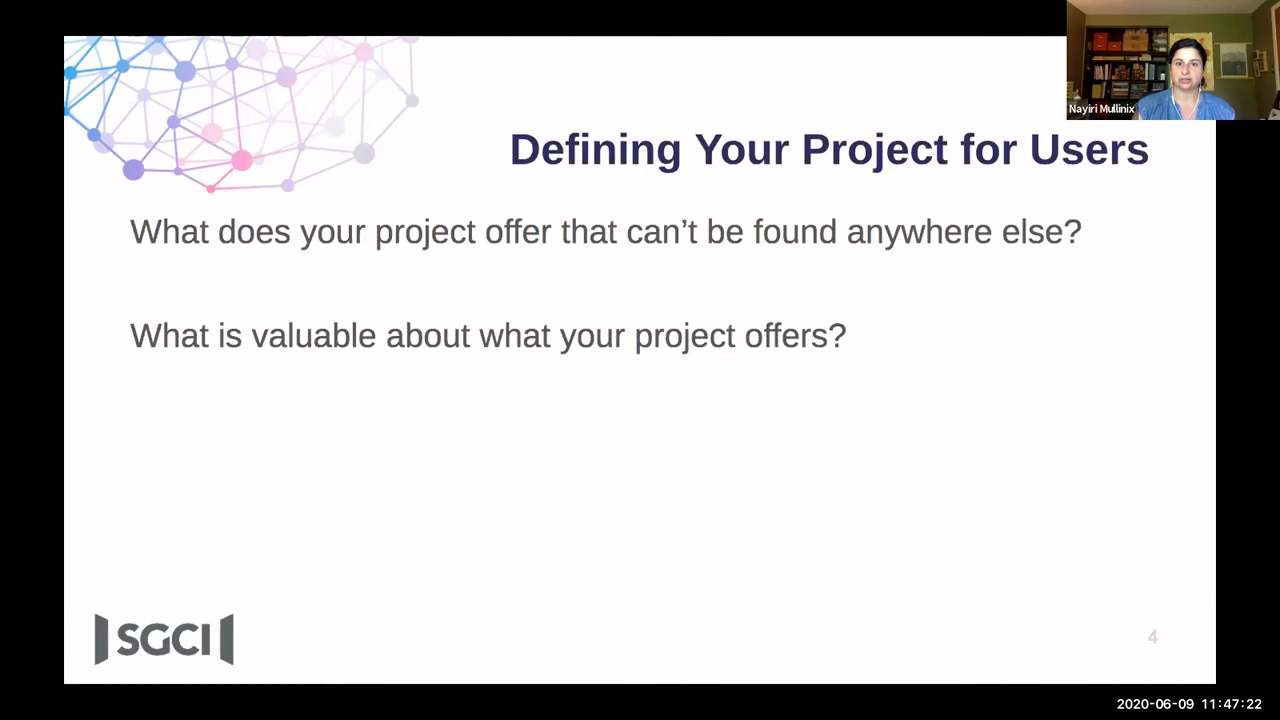 Nayiri Mullinix
Defining Your Project for Users
What does your project offer that can’t be found anywhere else?
What is valuable about what your project offers?
SGCI
4
2020-06-09 11:47:22